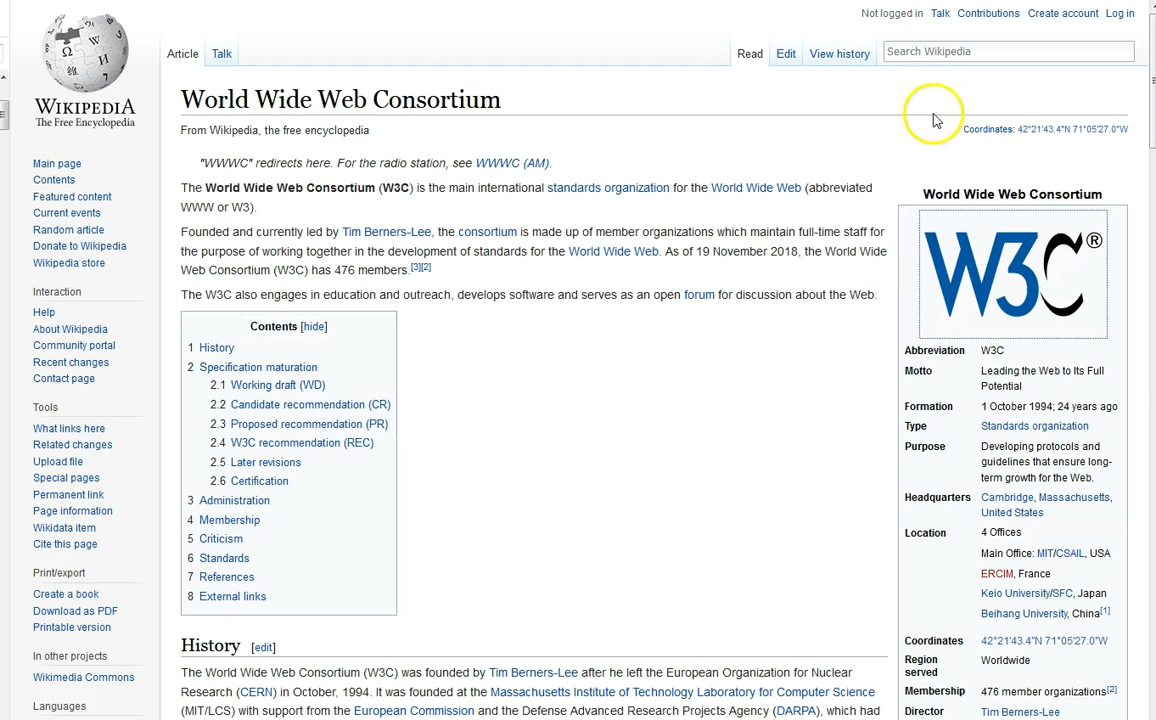 Not logged in Talk Contributions Create account Log in
Article Talk Read Edit View history Search Wikipedia
WIKIPEDIA
The Free Encyclopedia
Main page
Contents
Featured content
Current events
Random article
Donate to Wikipedia
Wikipedia store
Interaction
Help
About Wikipedia
Community portal
Recent changes
Contact page
Tools
What links here
Related changes
Upload file
Special pages
Permanent link
Page information
Wikidata item
Cite this page
Print/export
Create a book
Download as PDF
Printable version
In other projects
Wikimedia Commons
Languages
World Wide Web Consortium
From Wikipedia, the free encyclopedia
Coordinates: 42°21'43.4"N 71°05'27.0"W
"WWWC" redirects here. For the radio station, see WWWC (AM).
The World Wide Web Consortium (W3C) is the main international standards organization for the World Wide Web (abbreviated
WWW or W3).
Founded and currently led by Tim Berners-Lee, the consortium is made up of member organizations which maintain full-time staff for
the purpose of working together in the development of standards for the World Wide Web. As of 19 November 2018, the World Wide
Web Consortium (W3C) has 476 members.[3][2]
The W3C also engages in education and outreach, develops software and serves as an open forum for discussion about the Web.
Contents [hide]
1 History
2 Specification maturation
2.1 Working draft (WD)
2.2 Candidate recommendation (CR)
2.3 Proposed recommendation (PR)
2.4 W3C recommendation (REC)
2.5 Later revisions
2.6 Certification
3 Administration
4 Membership
5 Criticism
6 Standards
7 References
8 External links
History [edit]
The World Wide Web Consortium (W3C) was founded by Tim Berners-Lee after he left the European Organization for Nuclear
Research (CERN) in October, 1994. It was founded at the Massachusetts Institute of Technology Laboratory for Computer Science
(MIT/LCS) with support from the European Commission and the Defense Advanced Research Projects Agency (DARPA), which had
World Wide Web Consortium
W3C®
Abbreviation W3C
Motto Leading the Web to Its Full
Potential
Formation 1 October 1994; 24 years ago
Type Standards organization
Purpose Developing protocols and
guidelines that ensure long-
term growth for the Web.
Headquarters Cambridge, Massachusetts,
United States
Location 4 Offices
Main Office: MIT/CSAIL, USA
ERCIM, France
Keio University/SFC, Japan
Beihang University, China[1]
Coordinates 42°21'43.4"N 71°05'27.0"W
Region Worldwide
served
Membership 476 member organizations[2]
Director Tim Berners-Lee